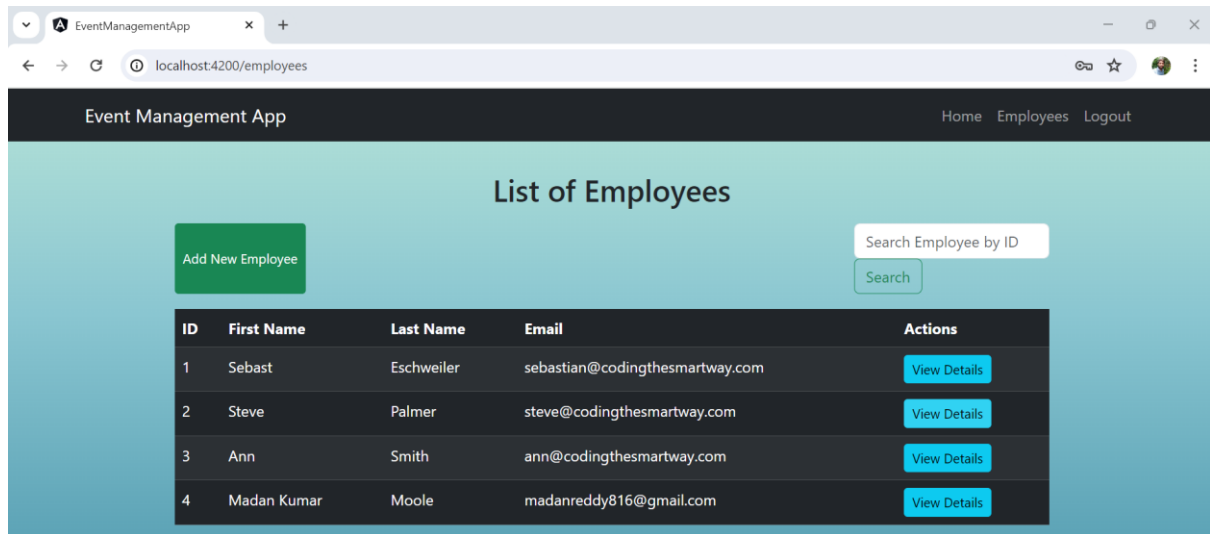 EventManagementApp
localhost:4200/employees
Event Management App Home Employees Logout
List of Employees
Add New Employee
Search Employee by ID
Search
ID First Name Last Name Email Actions
1 Sebast Eschweiler sebastian@codingthesmartway.com View Details
2 Steve Palmer steve@codingthesmartway.com View Details
3 Ann Smith ann@codingthesmartway.com View Details
4 Madan Kumar Moole madanreddy816@gmail.com View Details